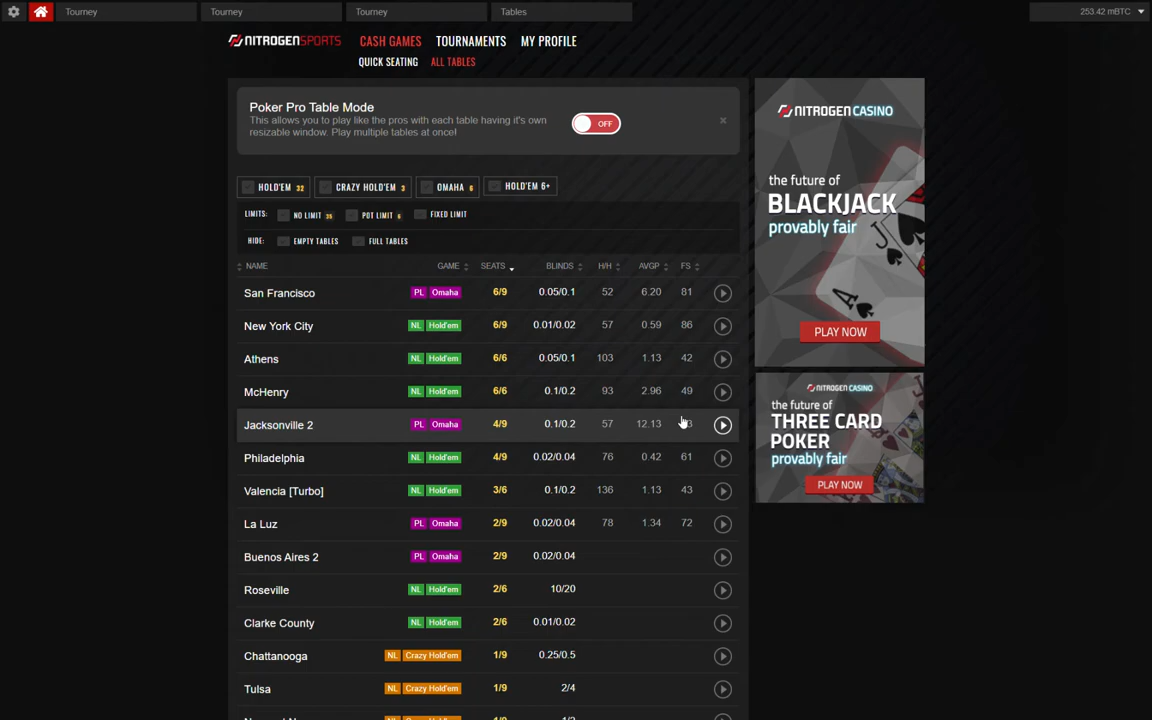 Tourney
Tourney
Tourney
Tables
253.42 mBTC
NITROGENSPORTS
CASH GAMES
TOURNAMENTS
MY PROFILE
QUICK SEATING
ALL TABLES
Poker Pro Table Mode
This allows you to play like the pros with each table having it's own
resizable window. Play multiple tables at once!
OFF
×
HOLD'EM 32
CRAZY HOLD'EM 3
OMAHA 6
HOLD'EM 6+
LIMITS: NO LIMIT 35 POT LIMIT 6 FIXED LIMIT
HIDE: EMPTY TABLES FULL TABLES
NAME GAME SEATS BLINDS H/H AVGP FS
San Francisco PL Omaha 6/9 0.05/0.1 52 6.20 81
New York City NL Hold'em 6/9 0.01/0.02 57 0.59 86
Athens NL Hold'em 6/6 0.05/0.1 103 1.13 42
McHenry NL Hold'em 6/6 0.1/0.2 93 2.96 49
Jacksonville 2 PL Omaha 4/9 0.1/0.2 57 12.13
Philadelphia NL Hold'em 4/9 0.02/0.04 76 0.42 61
Valencia [Turbo] NL Hold'em 3/6 0.1/0.2 136 1.13 43
La Luz PL Omaha 2/9 0.02/0.04 78 1.34 72
Buenos Aires 2 PL Omaha 2/9 0.02/0.04
Roseville NL Hold'em 2/6 10/20
Clarke County NL Hold'em 2/6 0.01/0.02
Chattanooga NL Crazy Hold'em 1/9 0.25/0.5
Tulsa NL Crazy Hold'em 1/9 2/4
NITROGENCASINO
the future of
BLACKJACK
provably fair
J
A
PLAY NOW
NITROGENCASINO
the future of
THREE CARD
POKER
provably fair
PLAY NOW